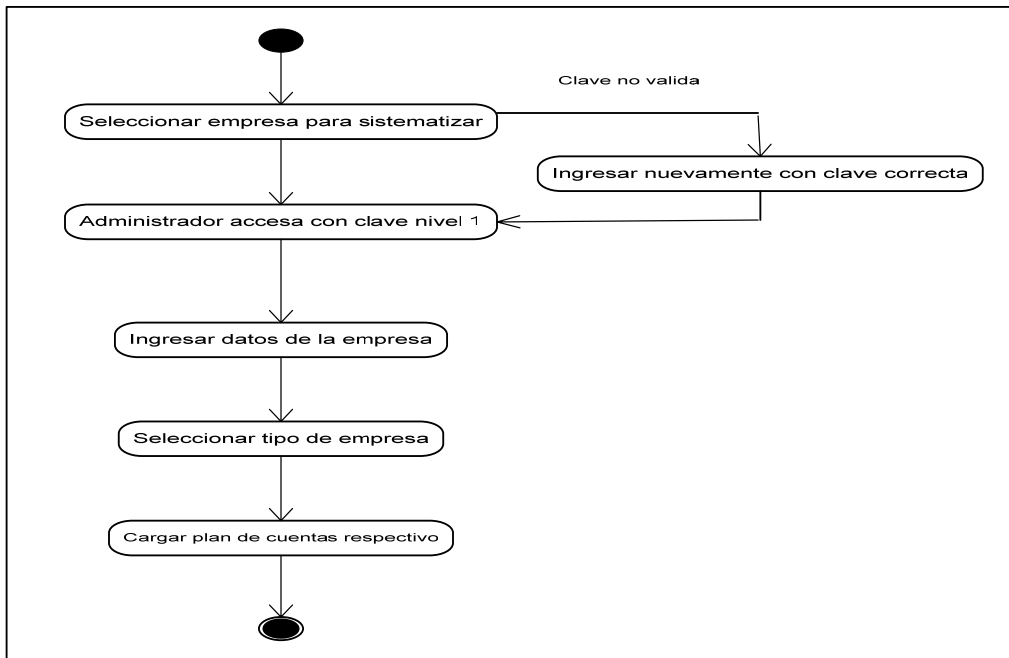 Clave no valida
Seleccionar empresa para sistematizar
Ingresar nuevamente con clave correcta
Administrador accesa con clave nivel 1
Ingresar datos de la empresa
Seleccionar tipo de empresa
Cargar plan de cuentas respectivo